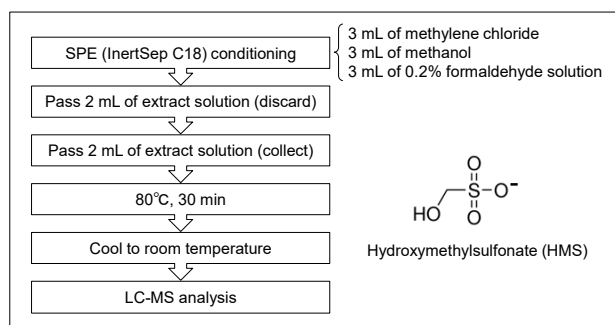 SPE (InertSep C18) conditioning
3 mL of methylene chloride
3 mL of methanol
3 mL of 0.2% formaldehyde solution
Pass 2 mL of extract solution (discard)
Pass 2 mL of extract solution (collect)
80℃, 30 min
Cool to room temperature
LC-MS analysis
O
HO S O−
O
Hydroxymethylsulfonate (HMS)